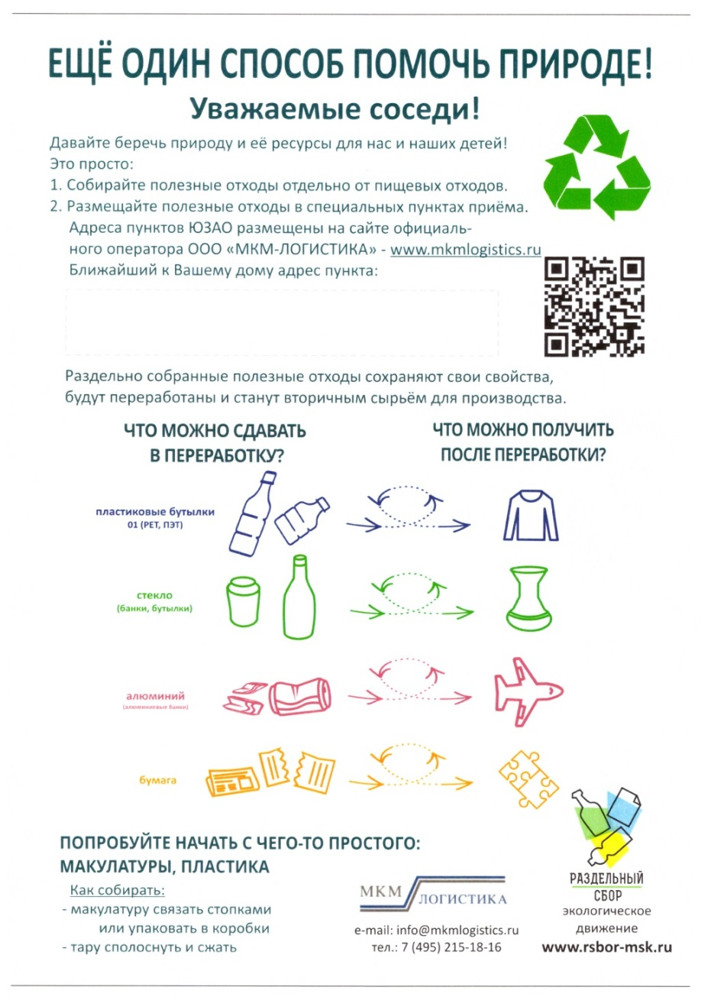 ЕЩЁ ОДИН СПОСОБ ПОМОЧЬ ПРИРОДЕ!
Уважаемые соседи!
Давайте беречь природу и её ресурсы для нас и наших детей!
Это просто:
1. Собирайте полезные отходы отдельно от пищевых отходов.
2. Размещайте полезные отходы в специальных пунктах приёма.
Адреса пунктов ЮЗАО размещены на сайте официаль-
ного оператора ООО «МКМ-ЛОГИСТИКА» - www.mkmlogistics.ru
Ближайший к Вашему дому адрес пункта:
Раздельно собранные полезные отходы сохраняют свои свойства,
будут переработаны и станут вторичным сырьём для производства.
ЧТО МОЖНО СДАВАТЬ
В ПЕРЕРАБОТКУ?
ЧТО МОЖНО ПОЛУЧИТЬ
ПОСЛЕ ПЕРЕРАБОТКИ?
пластиковые бутылки
01 (PET, ПЭТ)
стекло
(банки, бутылки)
алюминий
(алюминиевые банки)
бумага
ПОПРОБУЙТЕ НАЧАТЬ С ЧЕГО-ТО ПРОСТОГО:
МАКУЛАТУРЫ, ПЛАСТИКА
Как собирать:
- макулатуру связать стопками
или упаковать в коробки
- тару сполоснуть и сжать
МКМ
ЛОГИСТИКА
e-mail: info@mkmlogistics.ru
тел.: 7 (495) 215-18-16
РАЗДЕЛЬНЫЙ
СБОР
экологическое
движение
www.rsbor-msk.ru